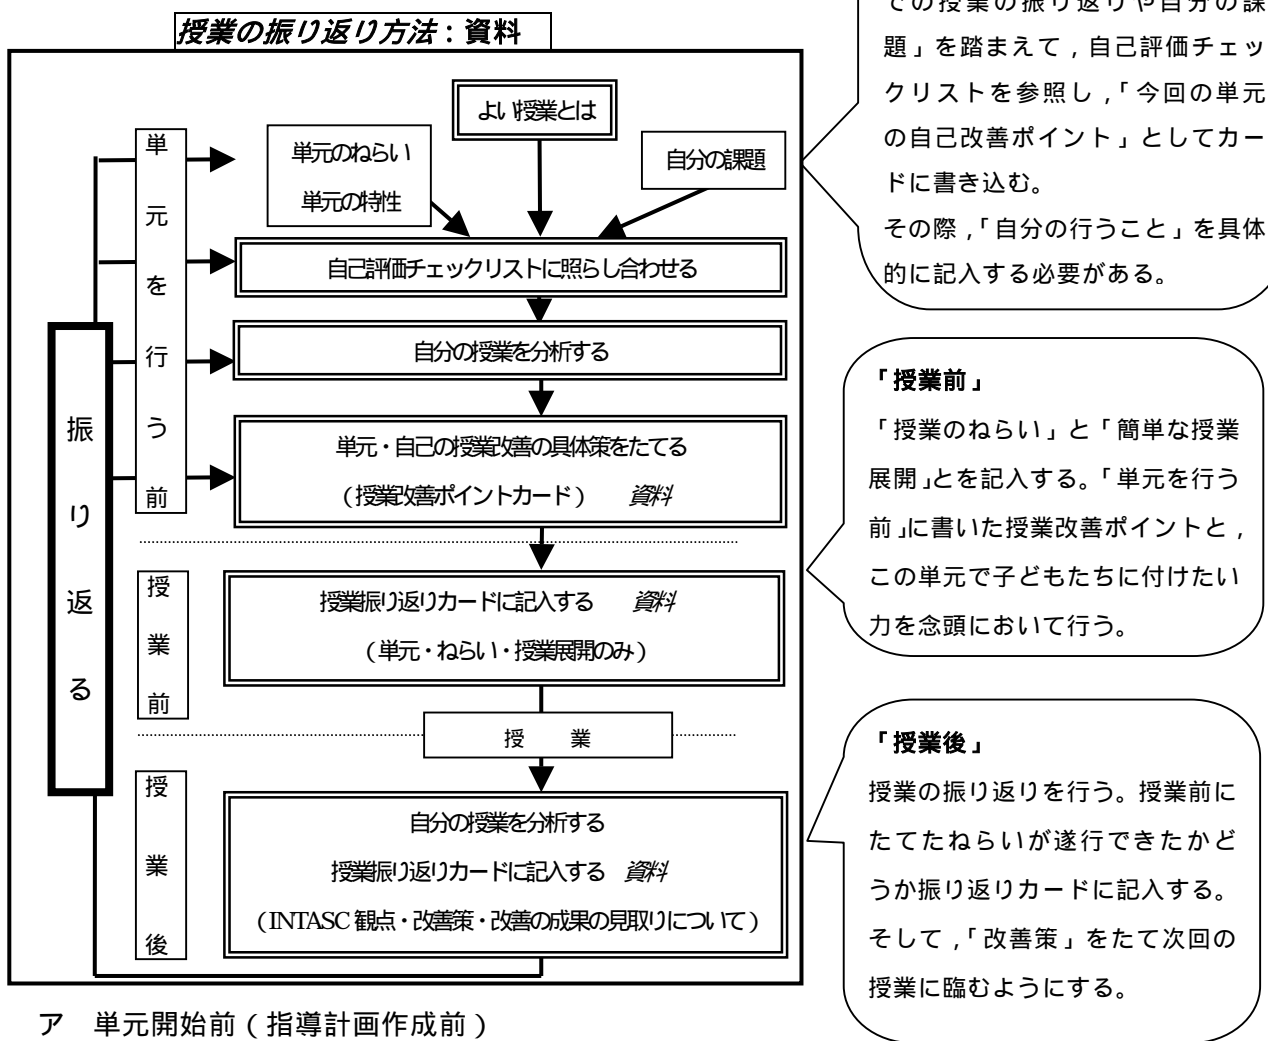 授業の振り返り方法：資料
よい授業とは
単元のねらい
単元の特性
自分の課題
自己評価チェックリストに照らし合わせる
自分の授業を分析する
単元・自己の授業改善の具体策をたてる
（授業改善ポイントカード）　資料
授業振り返りカードに記入する　資料
（単元・ねらい・授業展開のみ）
授　業
自分の授業を分析する
授業振り返りカードに記入する　資料
（INTASC 観点・改善策・改善の成果の見取りについて）
単元を行う前
授業前
授業後
振り返る
での授業の振り返りや自分の課
題」を踏まえて，自己評価チェッ
クリストを参照し，「今回の単元
の自己改善ポイント」としてカー
ドに書き込む。
その際，「自分の行うこと」を具体
的に記入する必要がある。
「授業前」
「授業のねらい」と「簡単な授業
展開」とを記入する。「単元を行う
前」に書いた授業改善ポイントと，
この単元で子どもたちに付けたい
力を念頭において行う。
「授業後」
授業の振り返りを行う。授業前に
たてたねらいが遂行できたかど
うか振り返りカードに記入する。
そして，「改善策」をたて次回の
授業に臨むようにする。
ア　単元開始前（指導計画作成前）